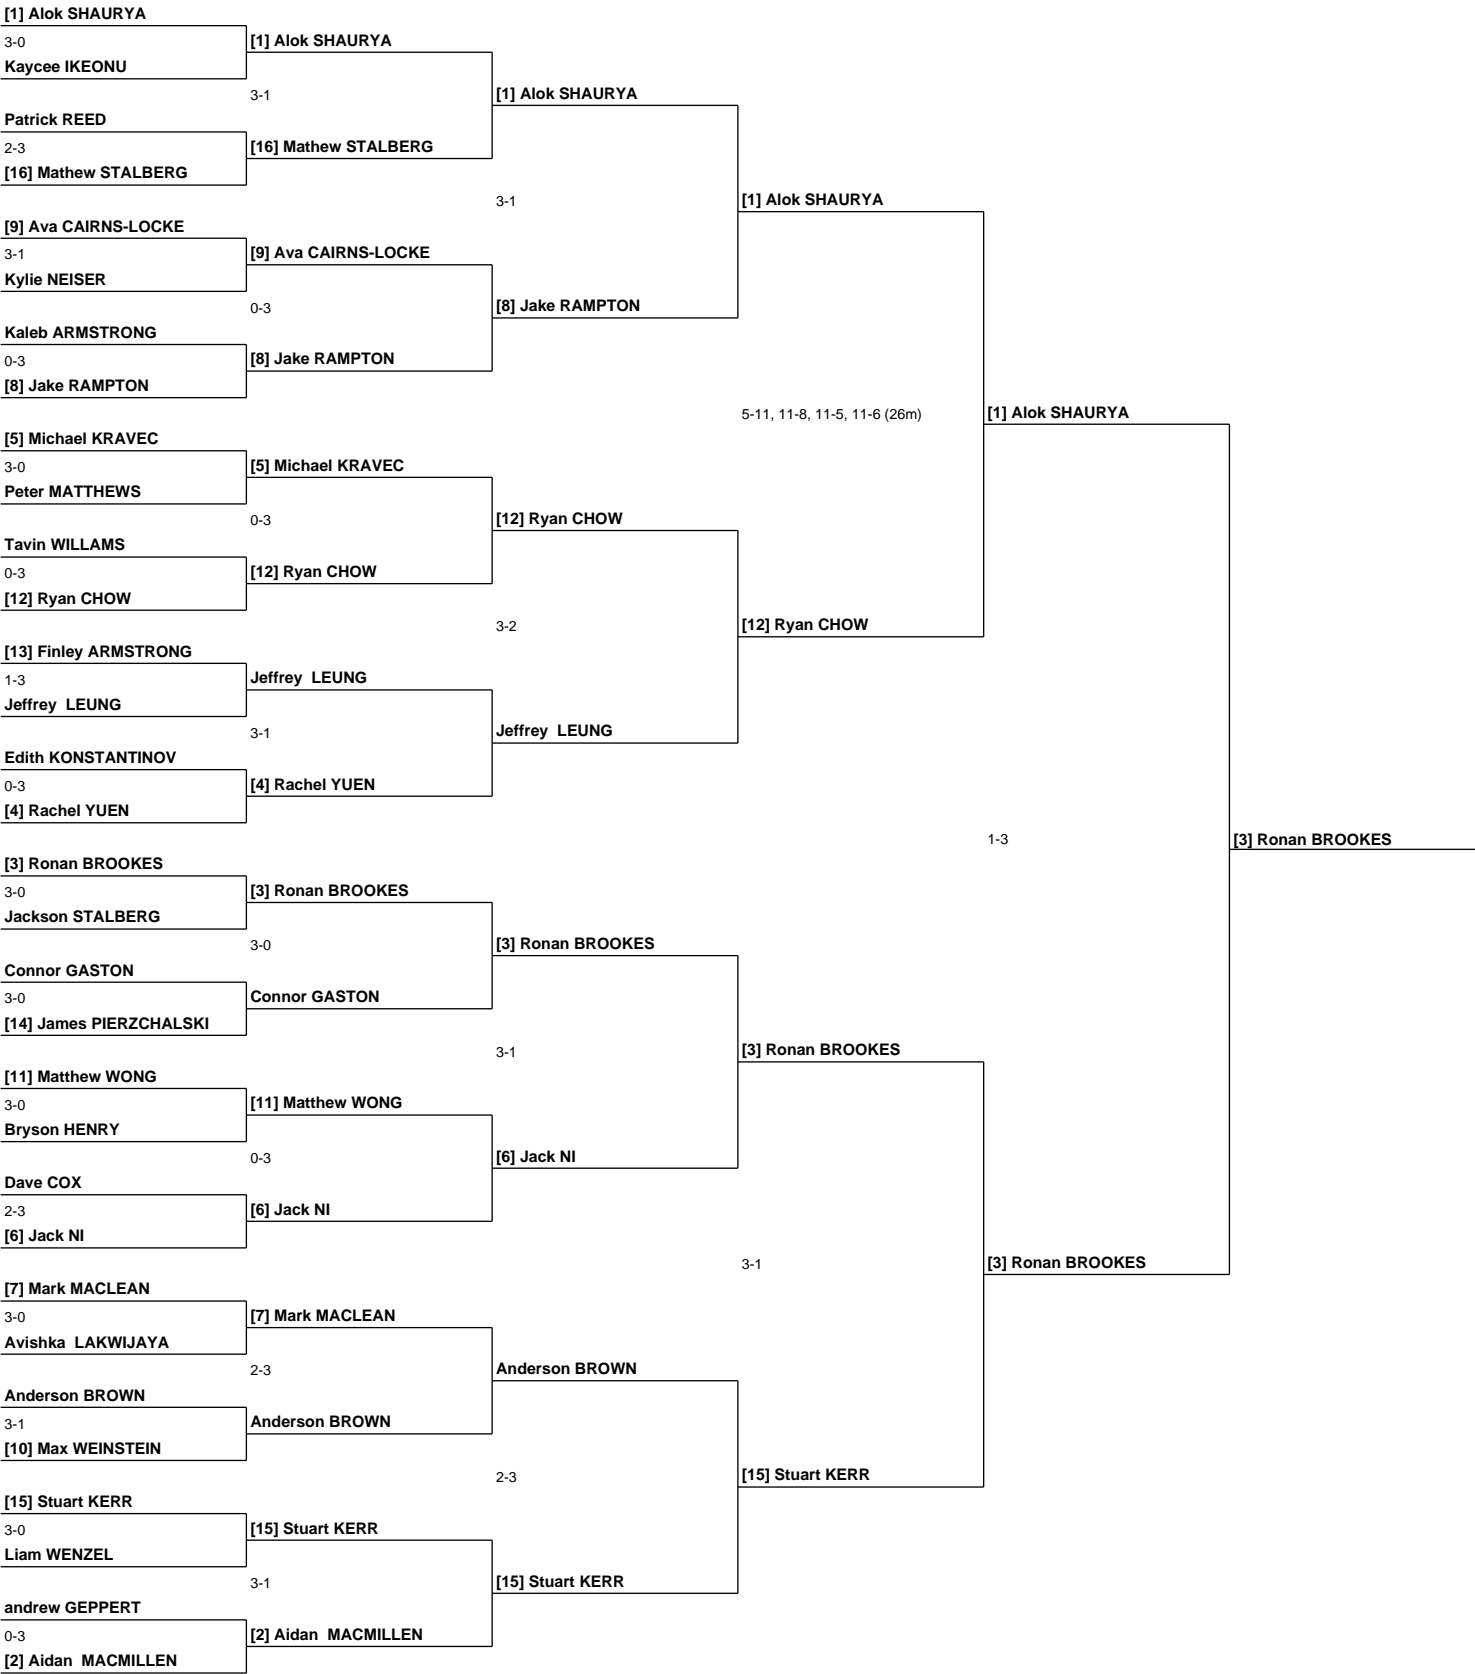 [1] Alok SHAURYA
3-0
[1] Alok SHAURYA
Kaycee IKEONU
3-1
[1] Alok SHAURYA
Patrick REED
2-3
[16] Mathew STALBERG
[16] Mathew STALBERG
3-1
[1] Alok SHAURYA
[9] Ava CAIRNS-LOCKE
3-1
[9] Ava CAIRNS-LOCKE
Kylie NEISER
0-3
[8] Jake RAMPTON
Kaleb ARMSTRONG
0-3
[8] Jake RAMPTON
[8] Jake RAMPTON
5-11, 11-8, 11-5, 11-6 (26m)
[1] Alok SHAURYA
[5] Michael KRAVEC
3-0
[5] Michael KRAVEC
Peter MATTHEWS
0-3
[12] Ryan CHOW
Tavin WILLAMS
0-3
[12] Ryan CHOW
[12] Ryan CHOW
3-2
[12] Ryan CHOW
[13] Finley ARMSTRONG
1-3
Jeffrey  LEUNG
Jeffrey  LEUNG
3-1
Jeffrey  LEUNG
Edith KONSTANTINOV
0-3
[4] Rachel YUEN
[4] Rachel YUEN
1-3
[3] Ronan BROOKES
[3] Ronan BROOKES
3-0
[3] Ronan BROOKES
Jackson STALBERG
3-0
[3] Ronan BROOKES
Connor GASTON
3-0
Connor GASTON
[14] James PIERZCHALSKI
3-1
[3] Ronan BROOKES
[11] Matthew WONG
3-0
[11] Matthew WONG
Bryson HENRY
0-3
[6] Jack NI
Dave COX
2-3
[6] Jack NI
[6] Jack NI
3-1
[3] Ronan BROOKES
[7] Mark MACLEAN
3-0
[7] Mark MACLEAN
Avishka  LAKWIJAYA
2-3
Anderson BROWN
Anderson BROWN
3-1
Anderson BROWN
[10] Max WEINSTEIN
2-3
[15] Stuart KERR
[15] Stuart KERR
3-0
[15] Stuart KERR
Liam WENZEL
3-1
[15] Stuart KERR
andrew GEPPERT
0-3
[2] Aidan  MACMILLEN
[2] Aidan  MACMILLEN